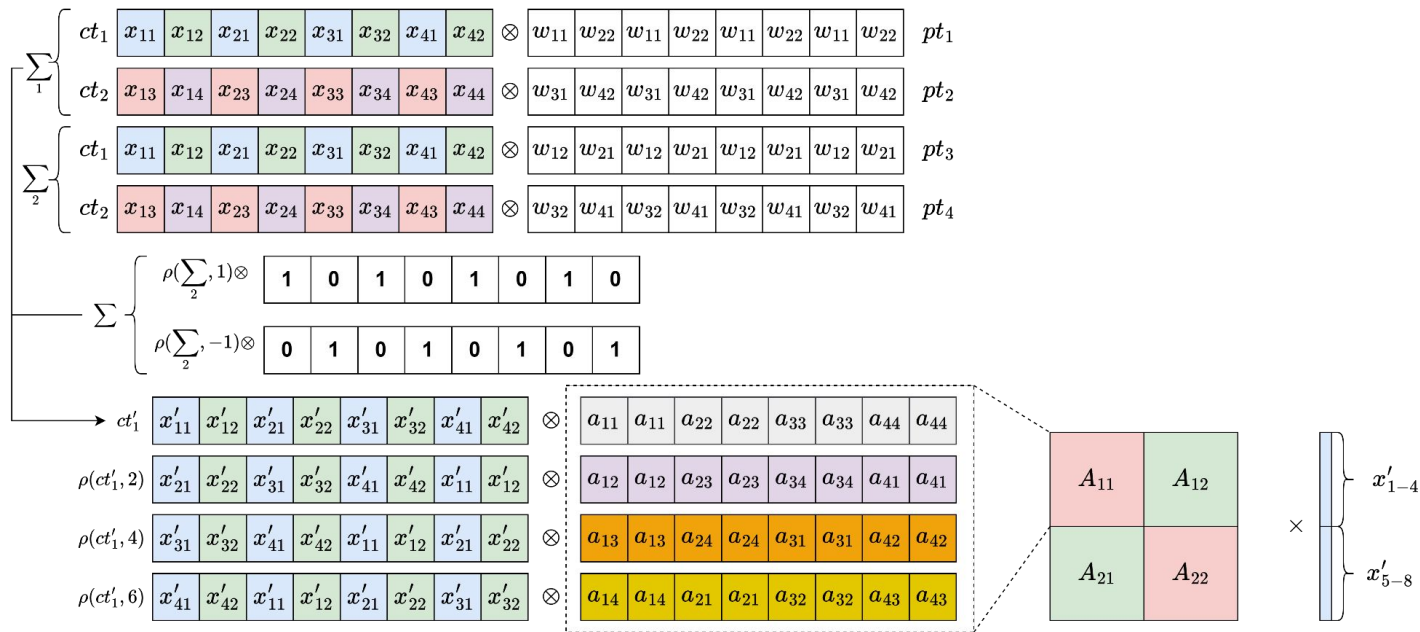 ∑₁ ct₁ x₁₁ x₁₂ x₂₁ x₂₂ x₃₁ x₃₂ x₄₁ x₄₂ ⊗ w₁₁ w₂₂ w₁₁ w₂₂ w₁₁ w₂₂ w₁₁ w₂₂ pt₁
ct₂ x₁₃ x₁₄ x₂₃ x₂₄ x₃₃ x₃₄ x₄₃ x₄₄ ⊗ w₃₁ w₄₂ w₃₁ w₄₂ w₃₁ w₄₂ w₃₁ w₄₂ pt₂
∑₂ ct₁ x₁₁ x₁₂ x₂₁ x₂₂ x₃₁ x₃₂ x₄₁ x₄₂ ⊗ w₁₂ w₂₁ w₁₂ w₂₁ w₁₂ w₂₁ w₁₂ w₂₁ pt₃
ct₂ x₁₃ x₁₄ x₂₃ x₂₄ x₃₃ x₃₄ x₄₃ x₄₄ ⊗ w₃₂ w₄₁ w₃₂ w₄₁ w₃₂ w₄₁ w₃₂ w₄₁ pt₄
∑ ρ(∑₂, 1)⊗ 1 0 1 0 1 0 1 0
ρ(∑₂, −1)⊗ 0 1 0 1 0 1 0 1
ct′₁ x′₁₁ x′₁₂ x′₂₁ x′₂₂ x′₃₁ x′₃₂ x′₄₁ x′₄₂ ⊗ a₁₁ a₁₁ a₂₂ a₂₂ a₃₃ a₃₃ a₄₄ a₄₄
ρ(ct′₁, 2) x′₂₁ x′₂₂ x′₃₁ x′₃₂ x′₄₁ x′₄₂ x′₁₁ x′₁₂ ⊗ a₁₂ a₁₂ a₂₃ a₂₃ a₃₄ a₃₄ a₄₁ a₄₁
ρ(ct′₁, 4) x′₃₁ x′₃₂ x′₄₁ x′₄₂ x′₁₁ x′₁₂ x′₂₁ x′₂₂ ⊗ a₁₃ a₁₃ a₂₄ a₂₄ a₃₁ a₃₁ a₄₂ a₄₂
ρ(ct′₁, 6) x′₄₁ x′₄₂ x′₁₁ x′₁₂ x′₂₁ x′₂₂ x′₃₁ x′₃₂ ⊗ a₁₄ a₁₄ a₂₁ a₂₁ a₃₂ a₃₂ a₄₃ a₄₃
A₁₁ A₁₂ x′₁₋₄
×
A₂₁ A₂₂ x′₅₋₈